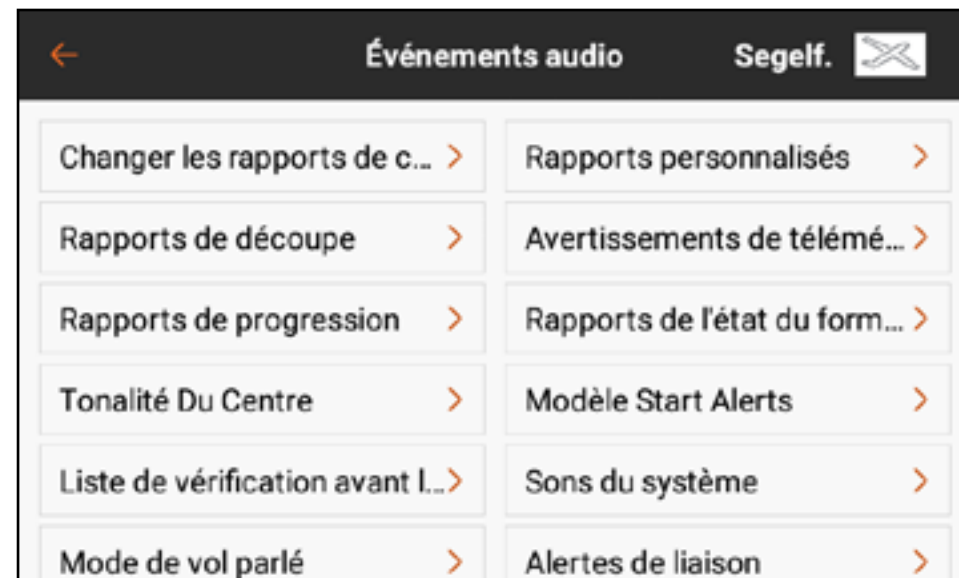 Événements audio Segelf.
Changer les rapports de c...
Rapports personnalisés
Rapports de découpe
Avertissements de télémé...
Rapports de progression
Rapports de l'état du form...
Tonalité Du Centre
Modèle Start Alerts
Liste de vérification avant l...
Sons du système
Mode de vol parlé
Alertes de liaison